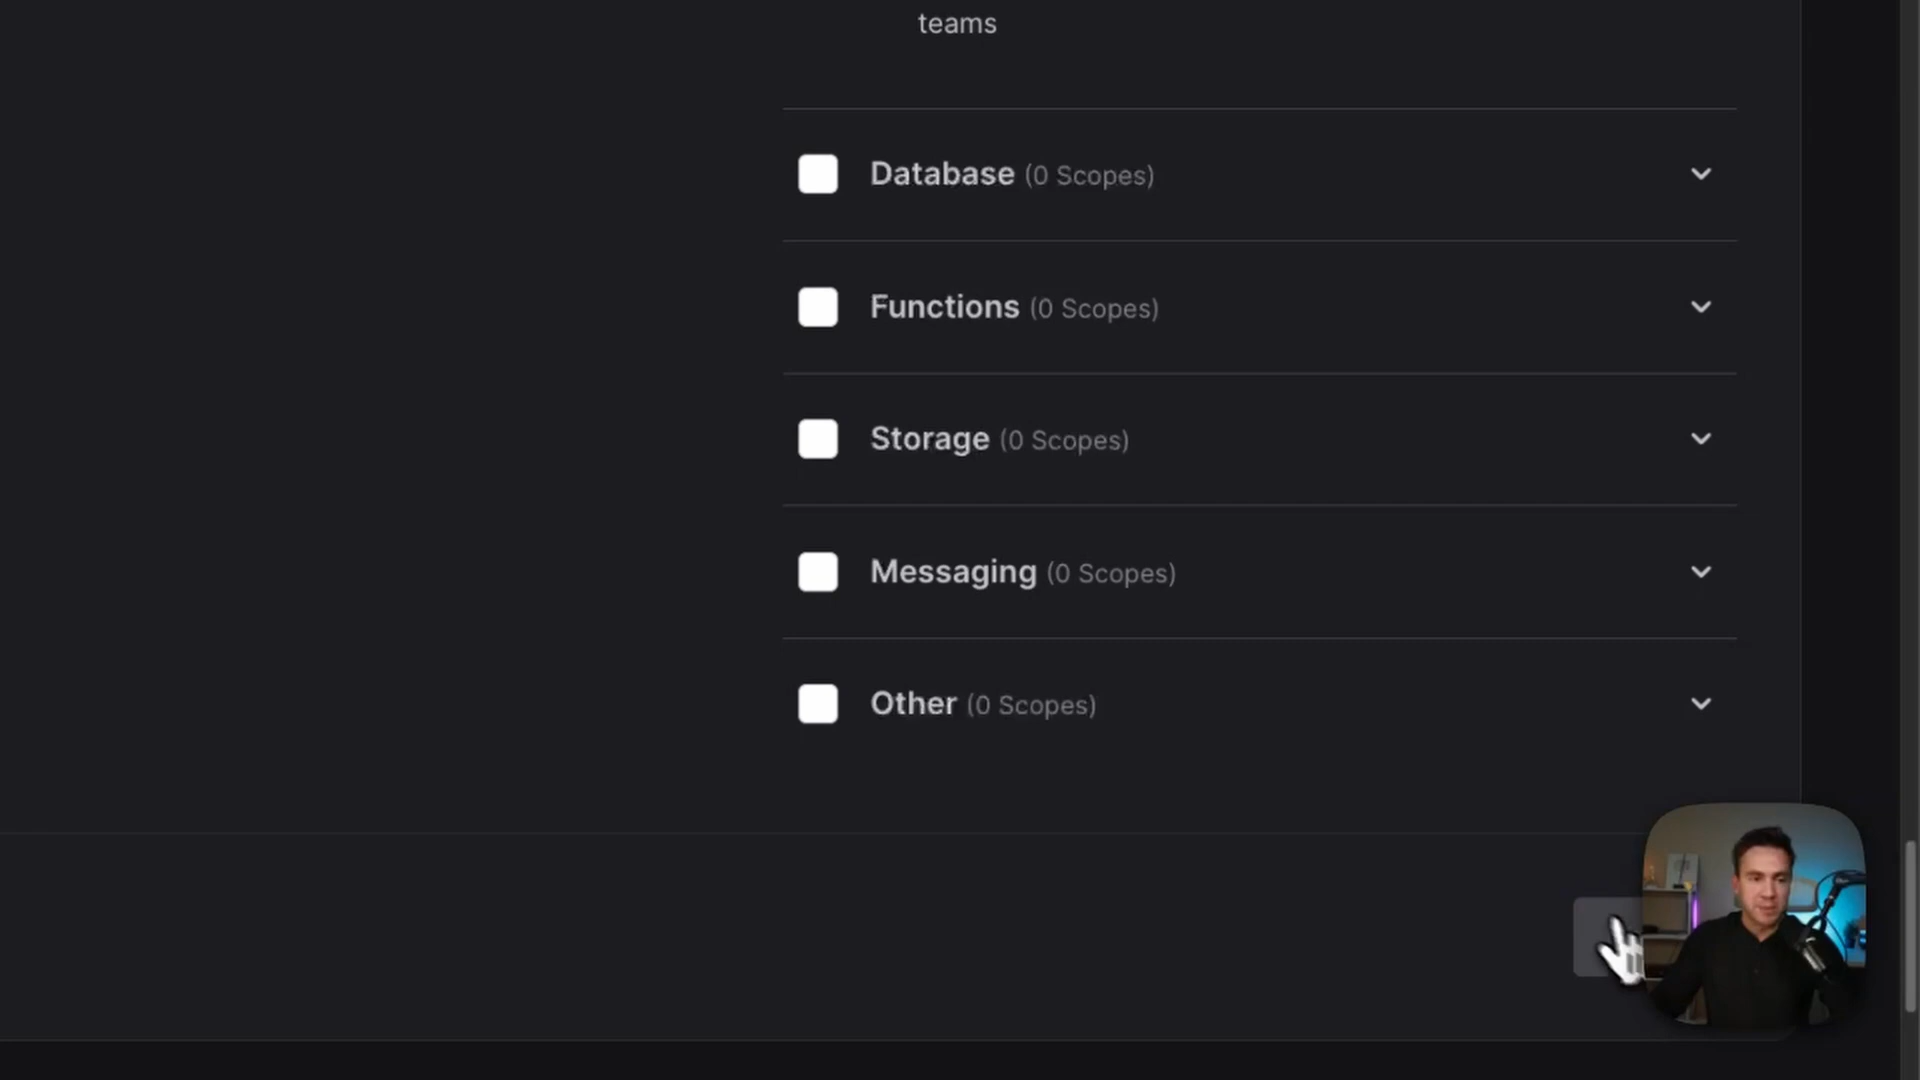 teams
Database (0 Scopes)
Functions (0 Scopes)
Storage (0 Scopes)
Messaging (0 Scopes)
Other (0 Scopes)